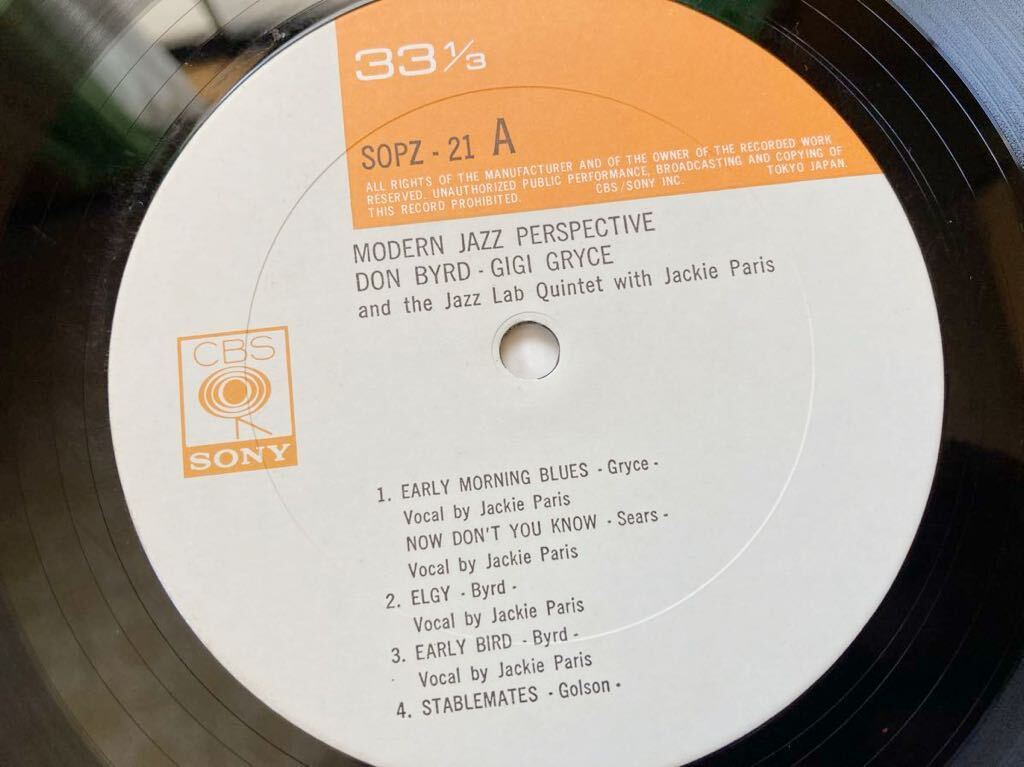 33 1/3
SOPZ - 21 A
ALL RIGHTS OF THE MANUFACTURER AND OF THE OWNER OF THE RECORDED WORK
RESERVED. UNAUTHORIZED PUBLIC PERFORMANCE, BROADCASTING AND COPYING OF
THIS RECORD PROHIBITED. CBS/SONY INC. TOKYO JAPAN.
MODERN JAZZ PERSPECTIVE
DON BYRD - GIGI GRYCE
and the Jazz Lab Quintet with Jackie Paris
CBS
SONY
1. EARLY MORNING BLUES - Gryce -
Vocal by Jackie Paris
NOW DON'T YOU KNOW - Sears -
Vocal by Jackie Paris
2. ELGY - Byrd -
Vocal by Jackie Paris
3. EARLY BIRD - Byrd -
Vocal by Jackie Paris
4. STABLEMATES - Golson -